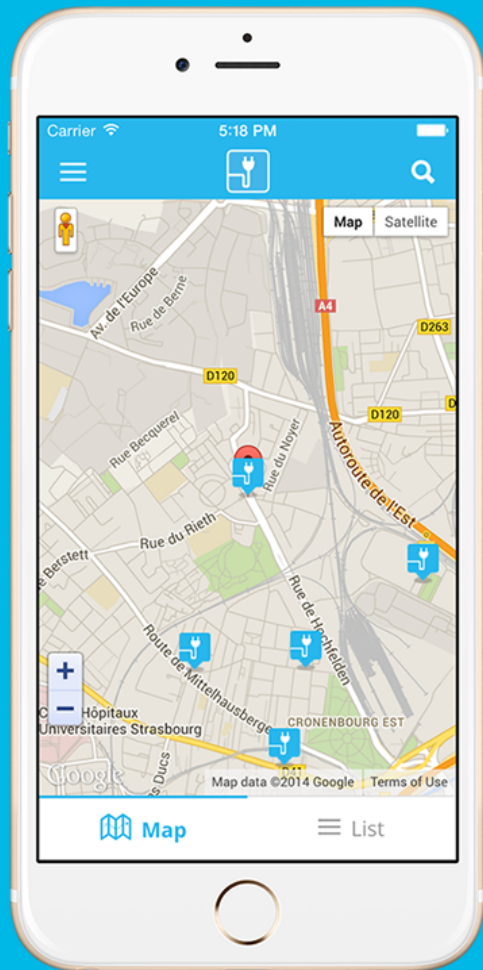 Carrier
5:18 PM
Map
Satellite
Av. de l'Europe
Rue de Berne
A4
D263
D120
D120
D
Rue Becquerel
Rue du Noyer
Autoroute de l'Est
Rue du Rieth
e Berstett
Rue de Hochfelden
Route de Mittelhausberge
+
−
C Hôpitaux
Universitaires Strasbourg
CRONENBOURG EST
s Ducs
D41
Google
Map data ©2014 Google
Terms of Use
Map
List